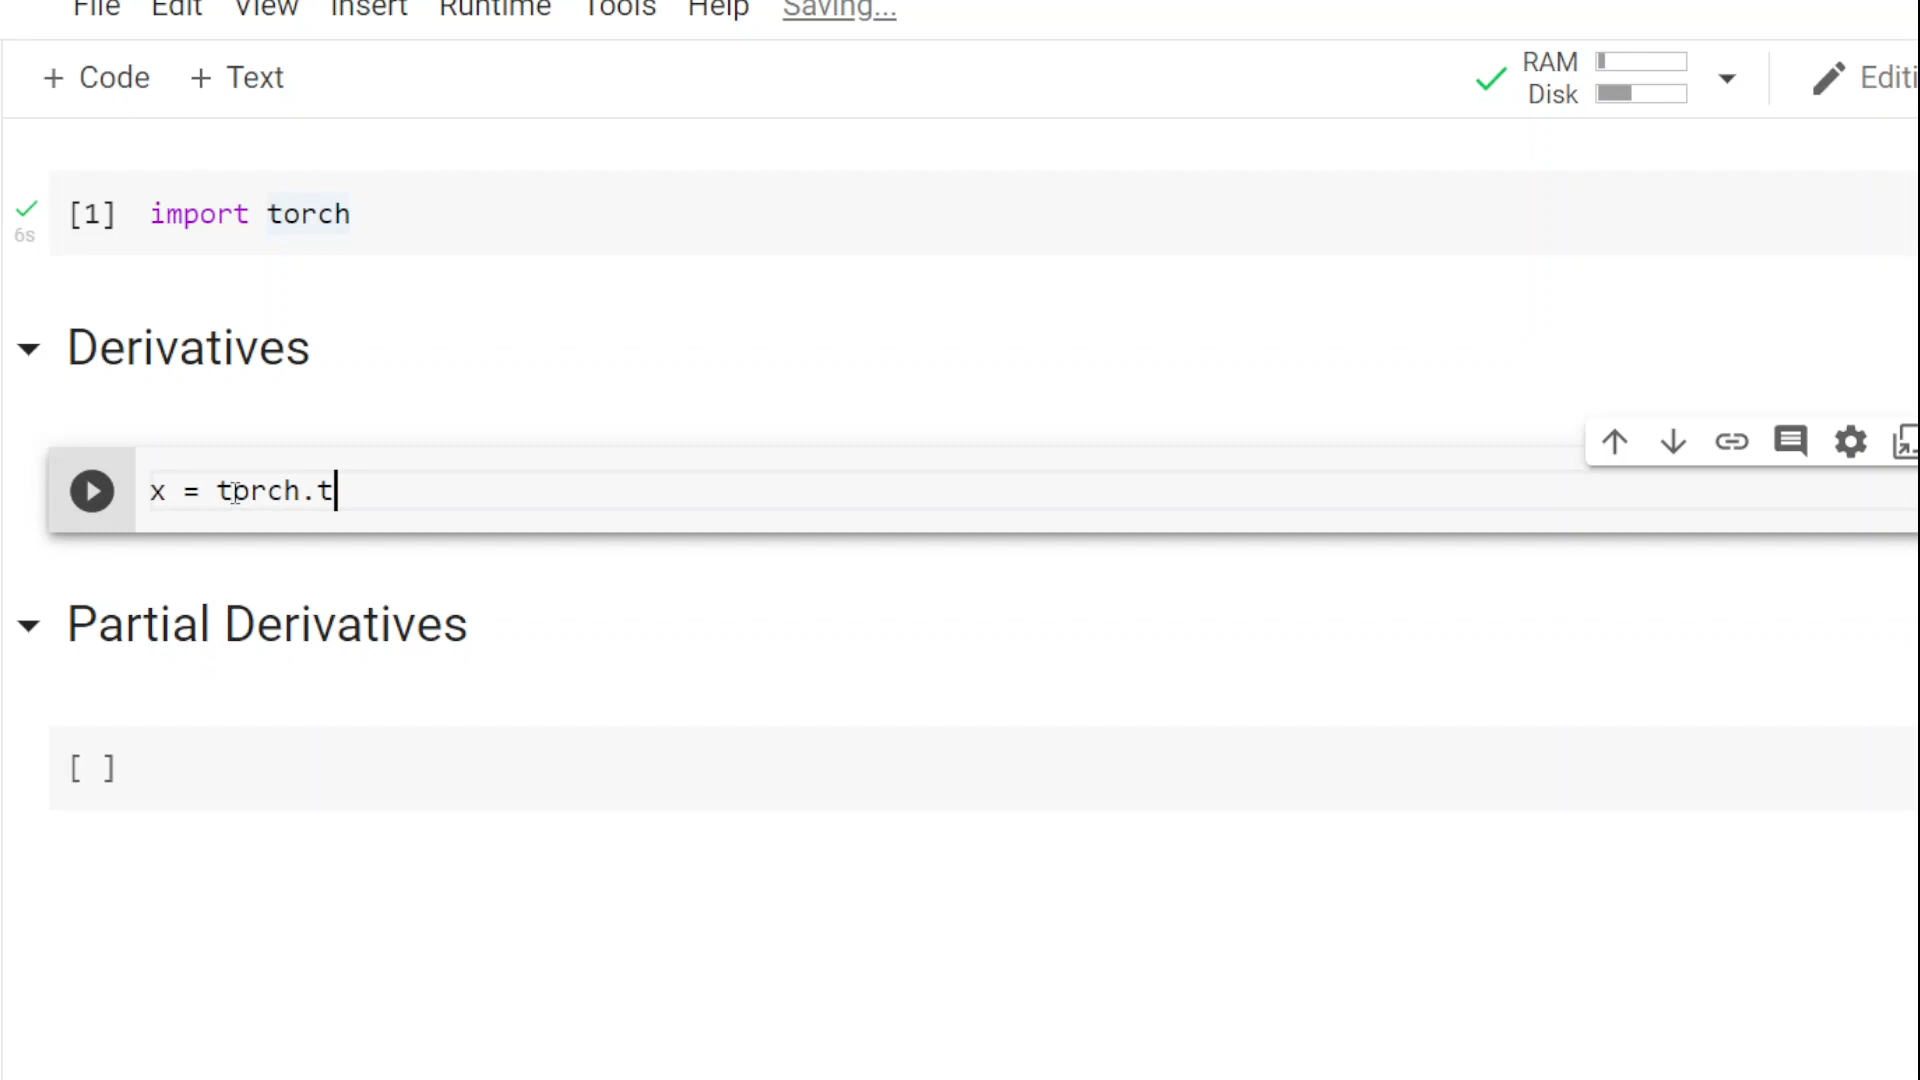 File Edit View Insert Runtime Tools Help Saving...
+ Code + Text
RAM
Disk
Editi
6s
[1] import torch
Derivatives
x = torch.t
Partial Derivatives
[ ]